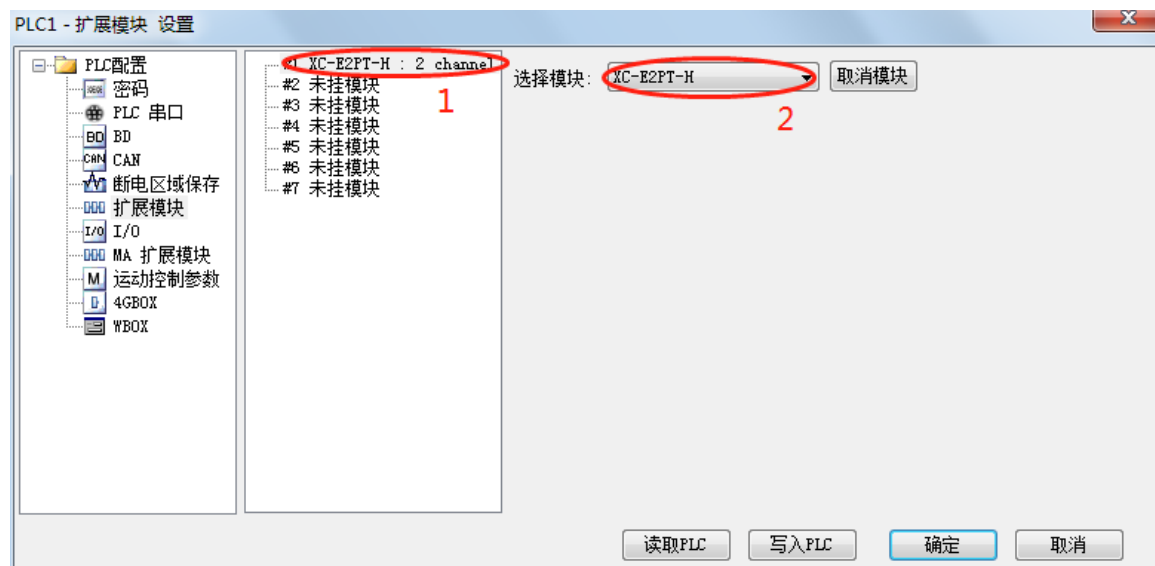 PLC1 - 扩展模块 设置
PLC配置
密码
PLC 串口
BD BD
CAN CAN
断电区域保存
扩展模块
I/O I/O
MA 扩展模块
M 运动控制参数
4GBOX
WBOX
#1 XC-E2PT-H : 2 channel
#2 未挂模块
#3 未挂模块
#4 未挂模块
#5 未挂模块
#6 未挂模块
#7 未挂模块
1
选择模块: XC-E2PT-H 取消模块
2
读取PLC 写入PLC 确定 取消